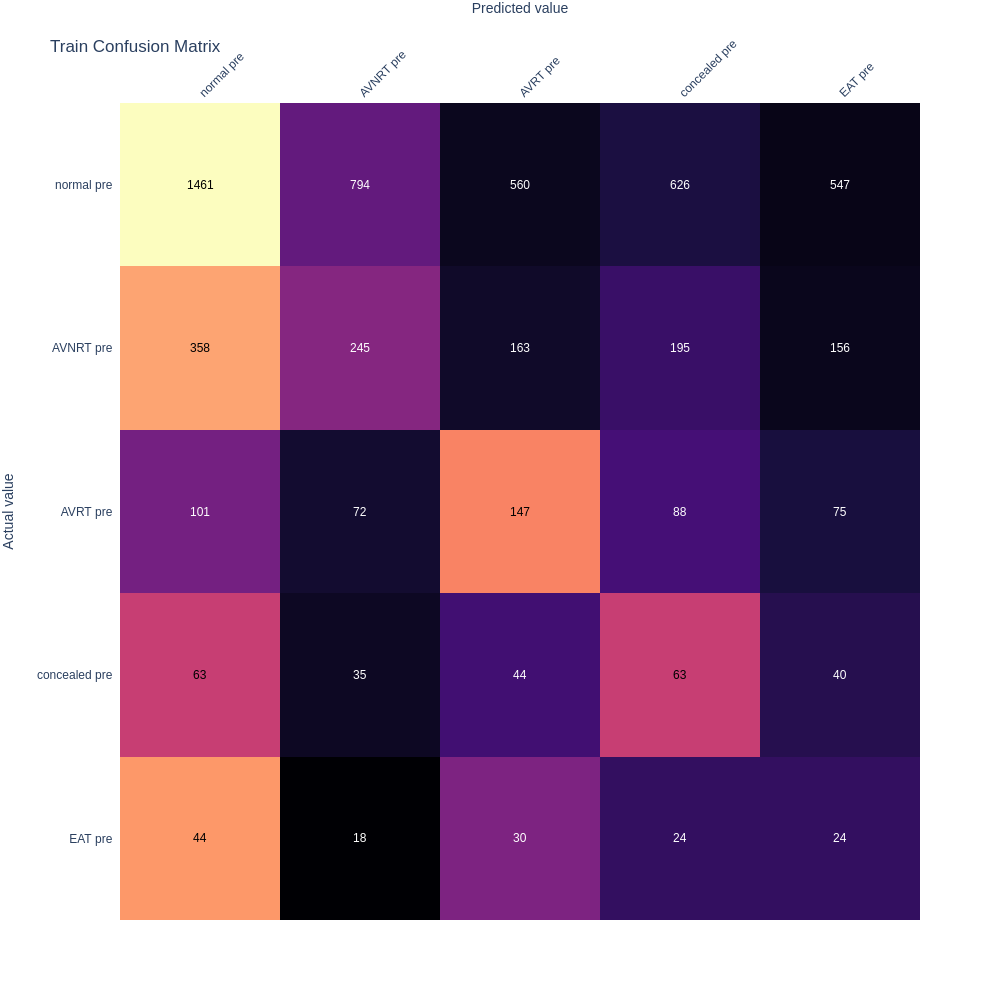 Predicted value
Train Confusion Matrix
normal pre AVNRT pre AVRT pre concealed pre EAT pre
normal pre 1461 794 560 626 547
AVNRT pre 358 245 163 195 156
AVRT pre 101 72 147 88 75
concealed pre 63 35 44 63 40
EAT pre 44 18 30 24 24
Actual value